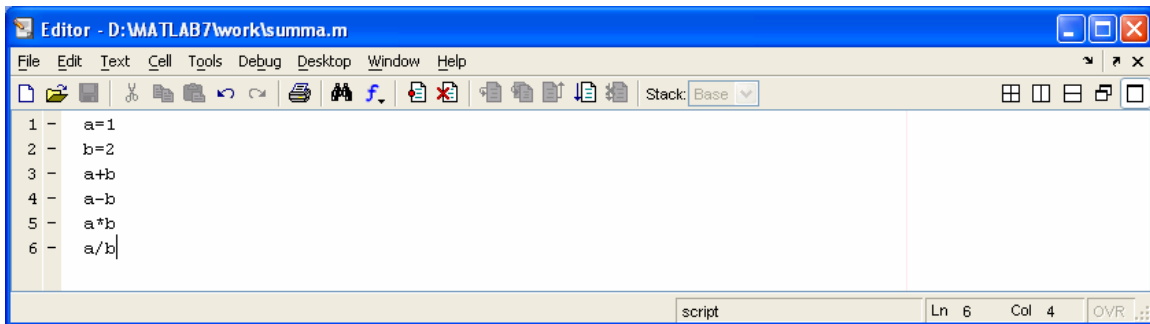 Editor - D:\MATLAB7\work\summa.m
File Edit Text Cell Tools Debug Desktop Window Help
Stack: Base
1 - a=1
2 - b=2
3 - a+b
4 - a-b
5 - a*b
6 - a/b
script Ln 6 Col 4 OVR